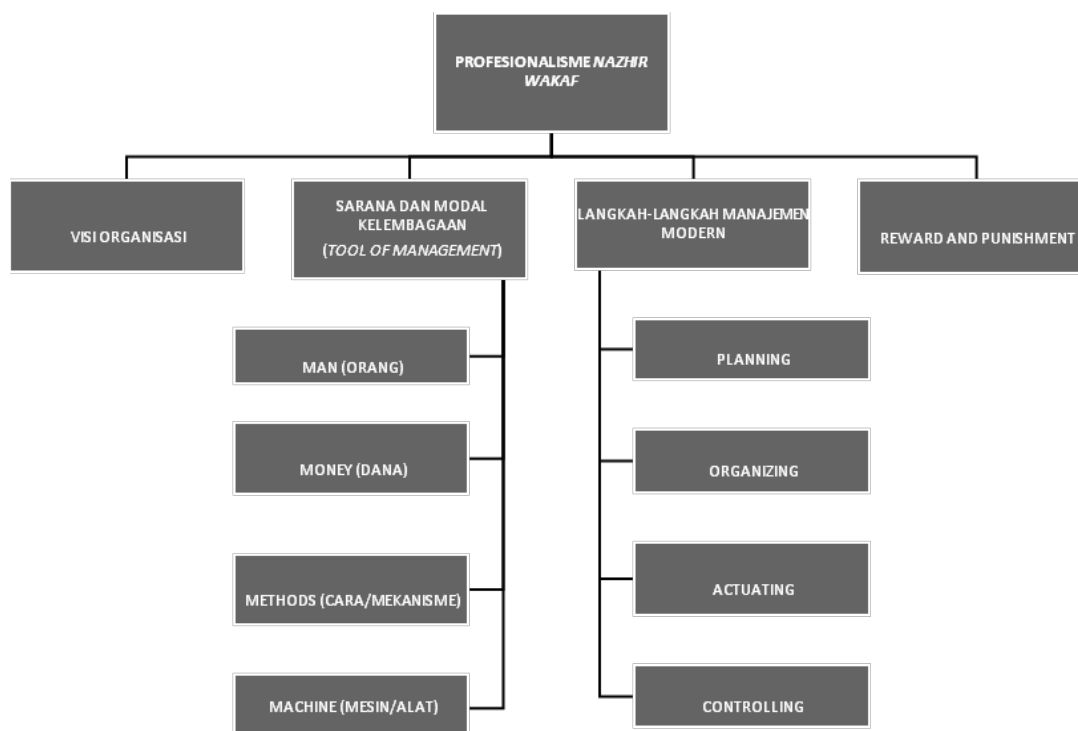 PROFESIONALISME NAZHIR
WAKAF
VISI ORGANISASI
SARANA DAN MODAL
KELEMBAGAAN
(TOOL OF MANAGEMENT)
LANGKAH-LANGKAH MANAJEMEN
MODERN
REWARD AND PUNISHMENT
MAN (ORANG)
MONEY (DANA)
METHODS (CARA/MEKANISME)
MACHINE (MESIN/ALAT)
PLANNING
ORGANIZING
ACTUATING
CONTROLLING